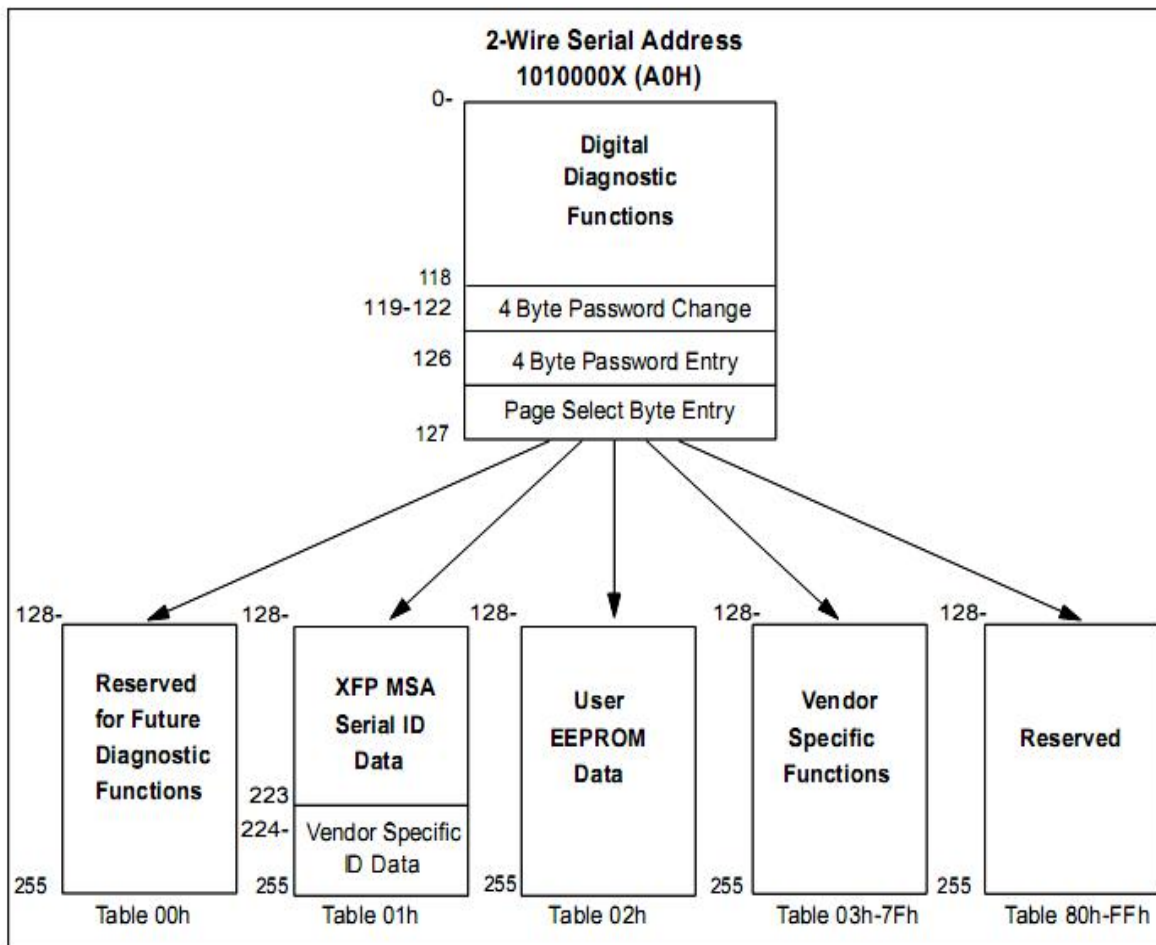 2-Wire Serial Address
1010000X (A0H)
0-
Digital
Diagnostic
Functions
118
119-122
4 Byte Password Change
126
4 Byte Password Entry
Page Select Byte Entry
127
128-
Reserved
for Future
Diagnostic
Functions
255
Table 00h
128-
XFP MSA
Serial ID
Data
223
224-
Vendor Specific
ID Data
255
Table 01h
128-
User
EEPROM
Data
255
Table 02h
128-
Vendor
Specific
Functions
255
Table 03h-7Fh
128-
Reserved
255
Table 80h-FFh